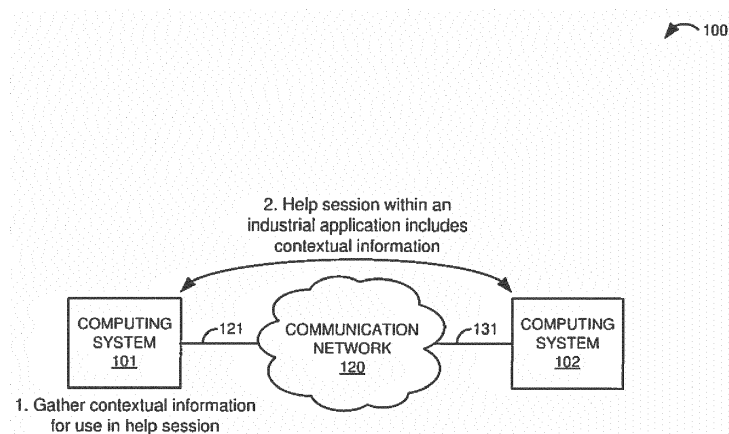 100
2. Help session within an
industrial application includes
contextual information
COMPUTING
SYSTEM
101
121
COMMUNICATION
NETWORK
120
131
COMPUTING
SYSTEM
102
1. Gather contextual information
for use in help session